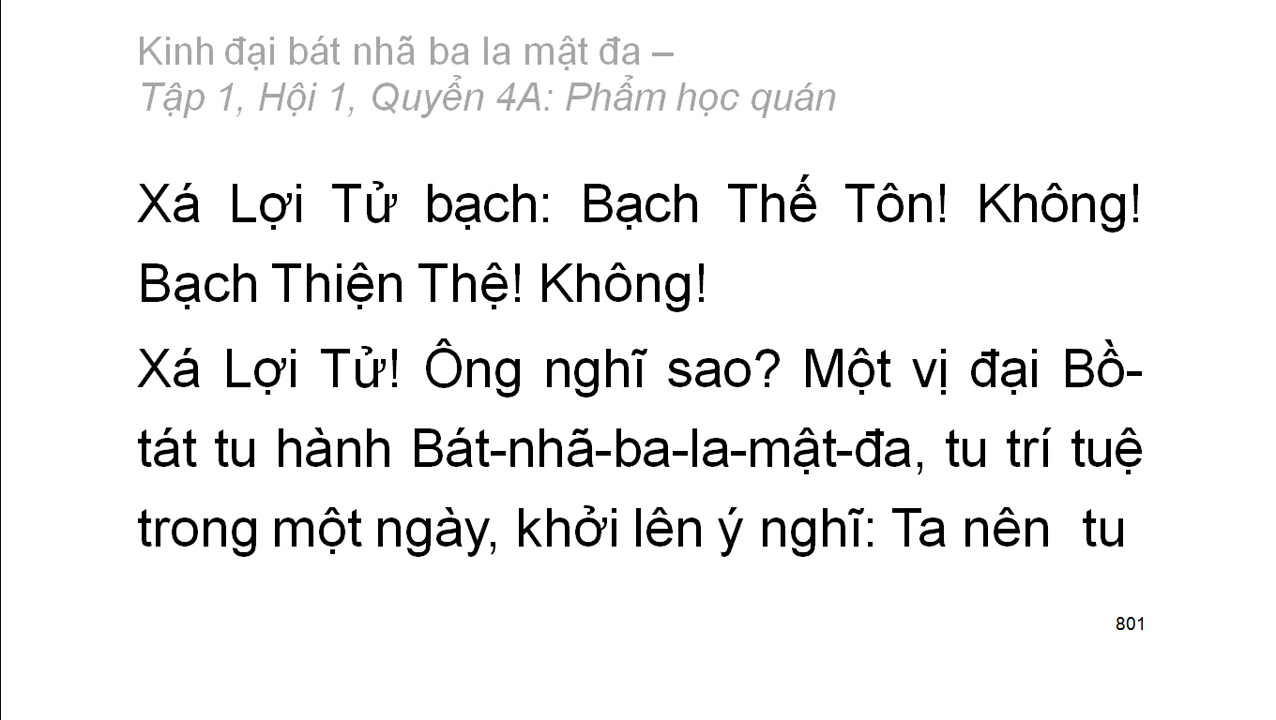 Kinh đại bát nhã ba la mật đa –
Tập 1, Hội 1, Quyển 4A: Phẩm học quán
Xá Lợi Tử bạch: Bạch Thế Tôn! Không!
Bạch Thiện Thệ! Không!
Xá Lợi Tử! Ông nghĩ sao? Một vị đại Bồ-
tát tu hành Bát-nhã-ba-la-mật-đa, tu trí tuệ
trong một ngày, khởi lên ý nghĩ: Ta nên tu
801